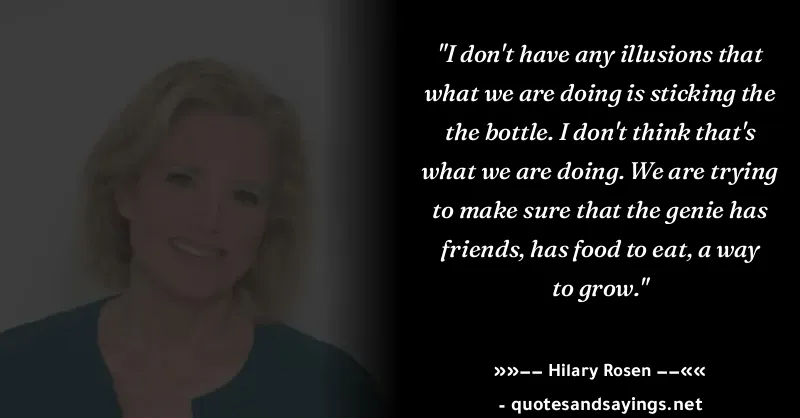 "I don't have any illusions that
what we are doing is sticking the
the bottle. I don't think that's
what we are doing. We are trying
to make sure that the genie has
friends, has food to eat, a way
to grow."
»»–– Hilary Rosen ––««
- quotesandsayings.net